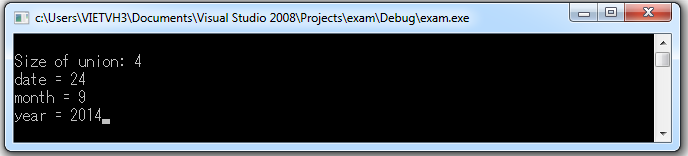 c:\Users\VIETVH3\Documents\Visual Studio 2008\Projects\exam\Debug\exam.exe
Size of union: 4
date = 24
month = 9
year = 2014